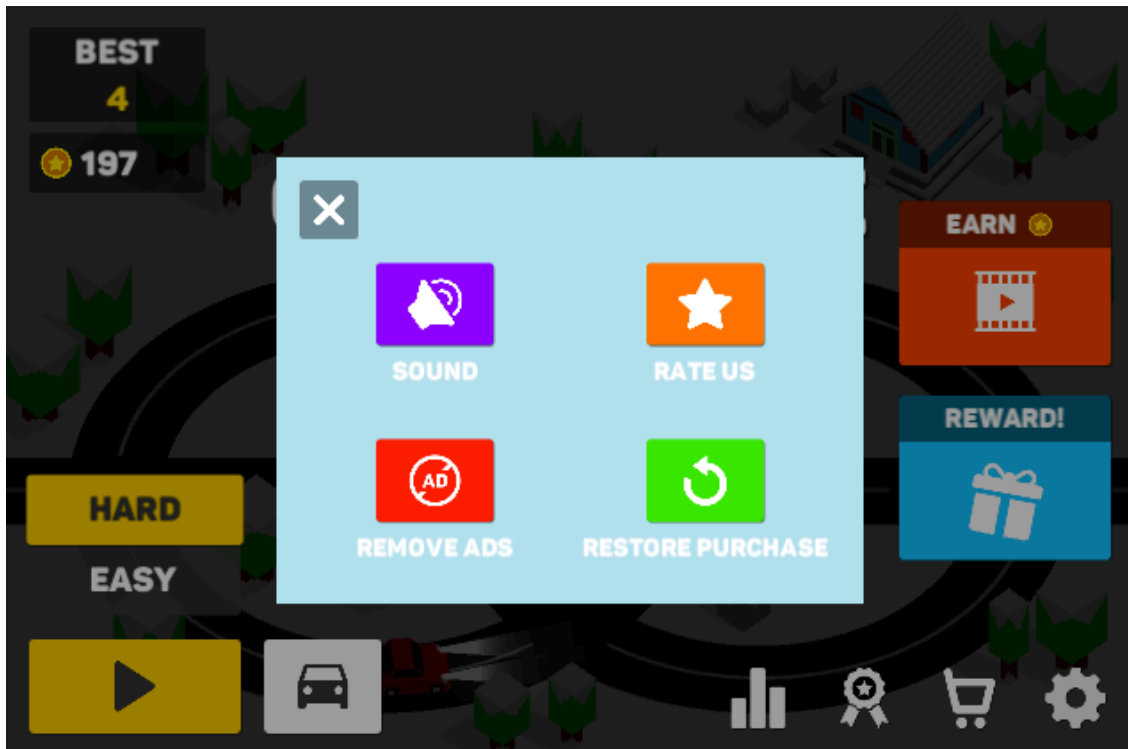 BEST
4
197
EARN
REWARD!
SOUND
RATE US
AD
REMOVE ADS
RESTORE PURCHASE
HARD
EASY